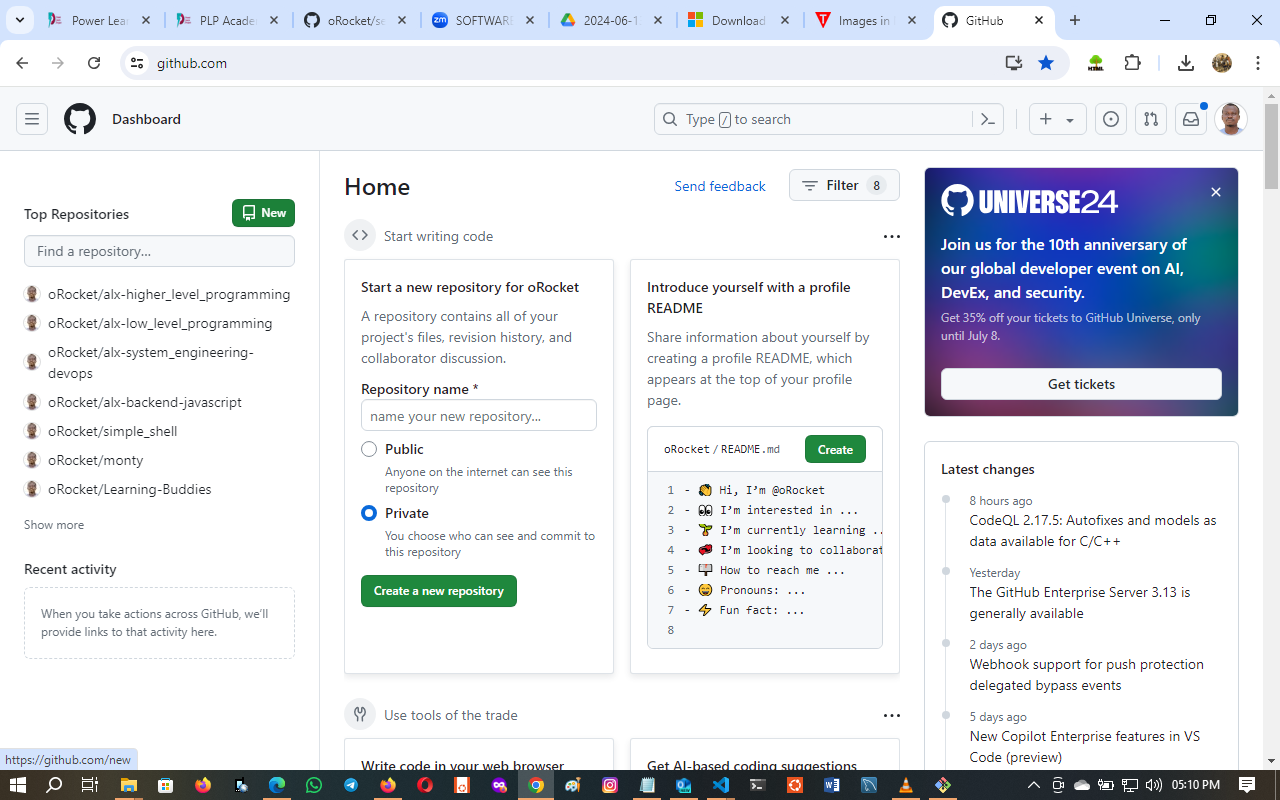 Power Lea
PLP Acade
oRocket/se
SOFTWARE
2024-06-1
Download
Images in
GitHub
github.com
Dashboard
Type / to search
Top Repositories
New
Find a repository...
oRocket/alx-higher_level_programming
oRocket/alx-low_level_programming
oRocket/alx-system_engineering-
devops
oRocket/alx-backend-javascript
oRocket/simple_shell
oRocket/monty
oRocket/Learning-Buddies
Show more
Recent activity
When you take actions across GitHub, we'll
provide links to that activity here.
Home
Send feedback
Filter 8
Start writing code
Start a new repository for oRocket
A repository contains all of your
project's files, revision history, and
collaborator discussion.
Repository name *
name your new repository...
Public
Anyone on the internet can see this
repository
Private
You choose who can see and commit to
this repository
Create a new repository
Introduce yourself with a profile
README
Share information about yourself by
creating a profile README, which
appears at the top of your profile
page.
oRocket / README.md
Create
1 - 👋 Hi, I'm @oRocket
2 - 👀 I'm interested in ...
3 - 🌱 I'm currently learning ..
4 - 💞️ I'm looking to collaborat
5 - 📫 How to reach me ...
6 - 😄 Pronouns: ...
7 - ⚡ Fun fact: ...
8
Use tools of the trade
Write code in your web browser
Get AI-based coding suggestions
UNIVERSE24
Join us for the 10th anniversary of
our global developer event on AI,
DevEx, and security.
Get 35% off your tickets to GitHub Universe, only
until July 8.
Get tickets
Latest changes
8 hours ago
CodeQL 2.17.5: Autofixes and models as
data available for C/C++
Yesterday
The GitHub Enterprise Server 3.13 is
generally available
2 days ago
Webhook support for push protection
delegated bypass events
5 days ago
New Copilot Enterprise features in VS
Code (preview)
https://github.com/new
05:10 PM